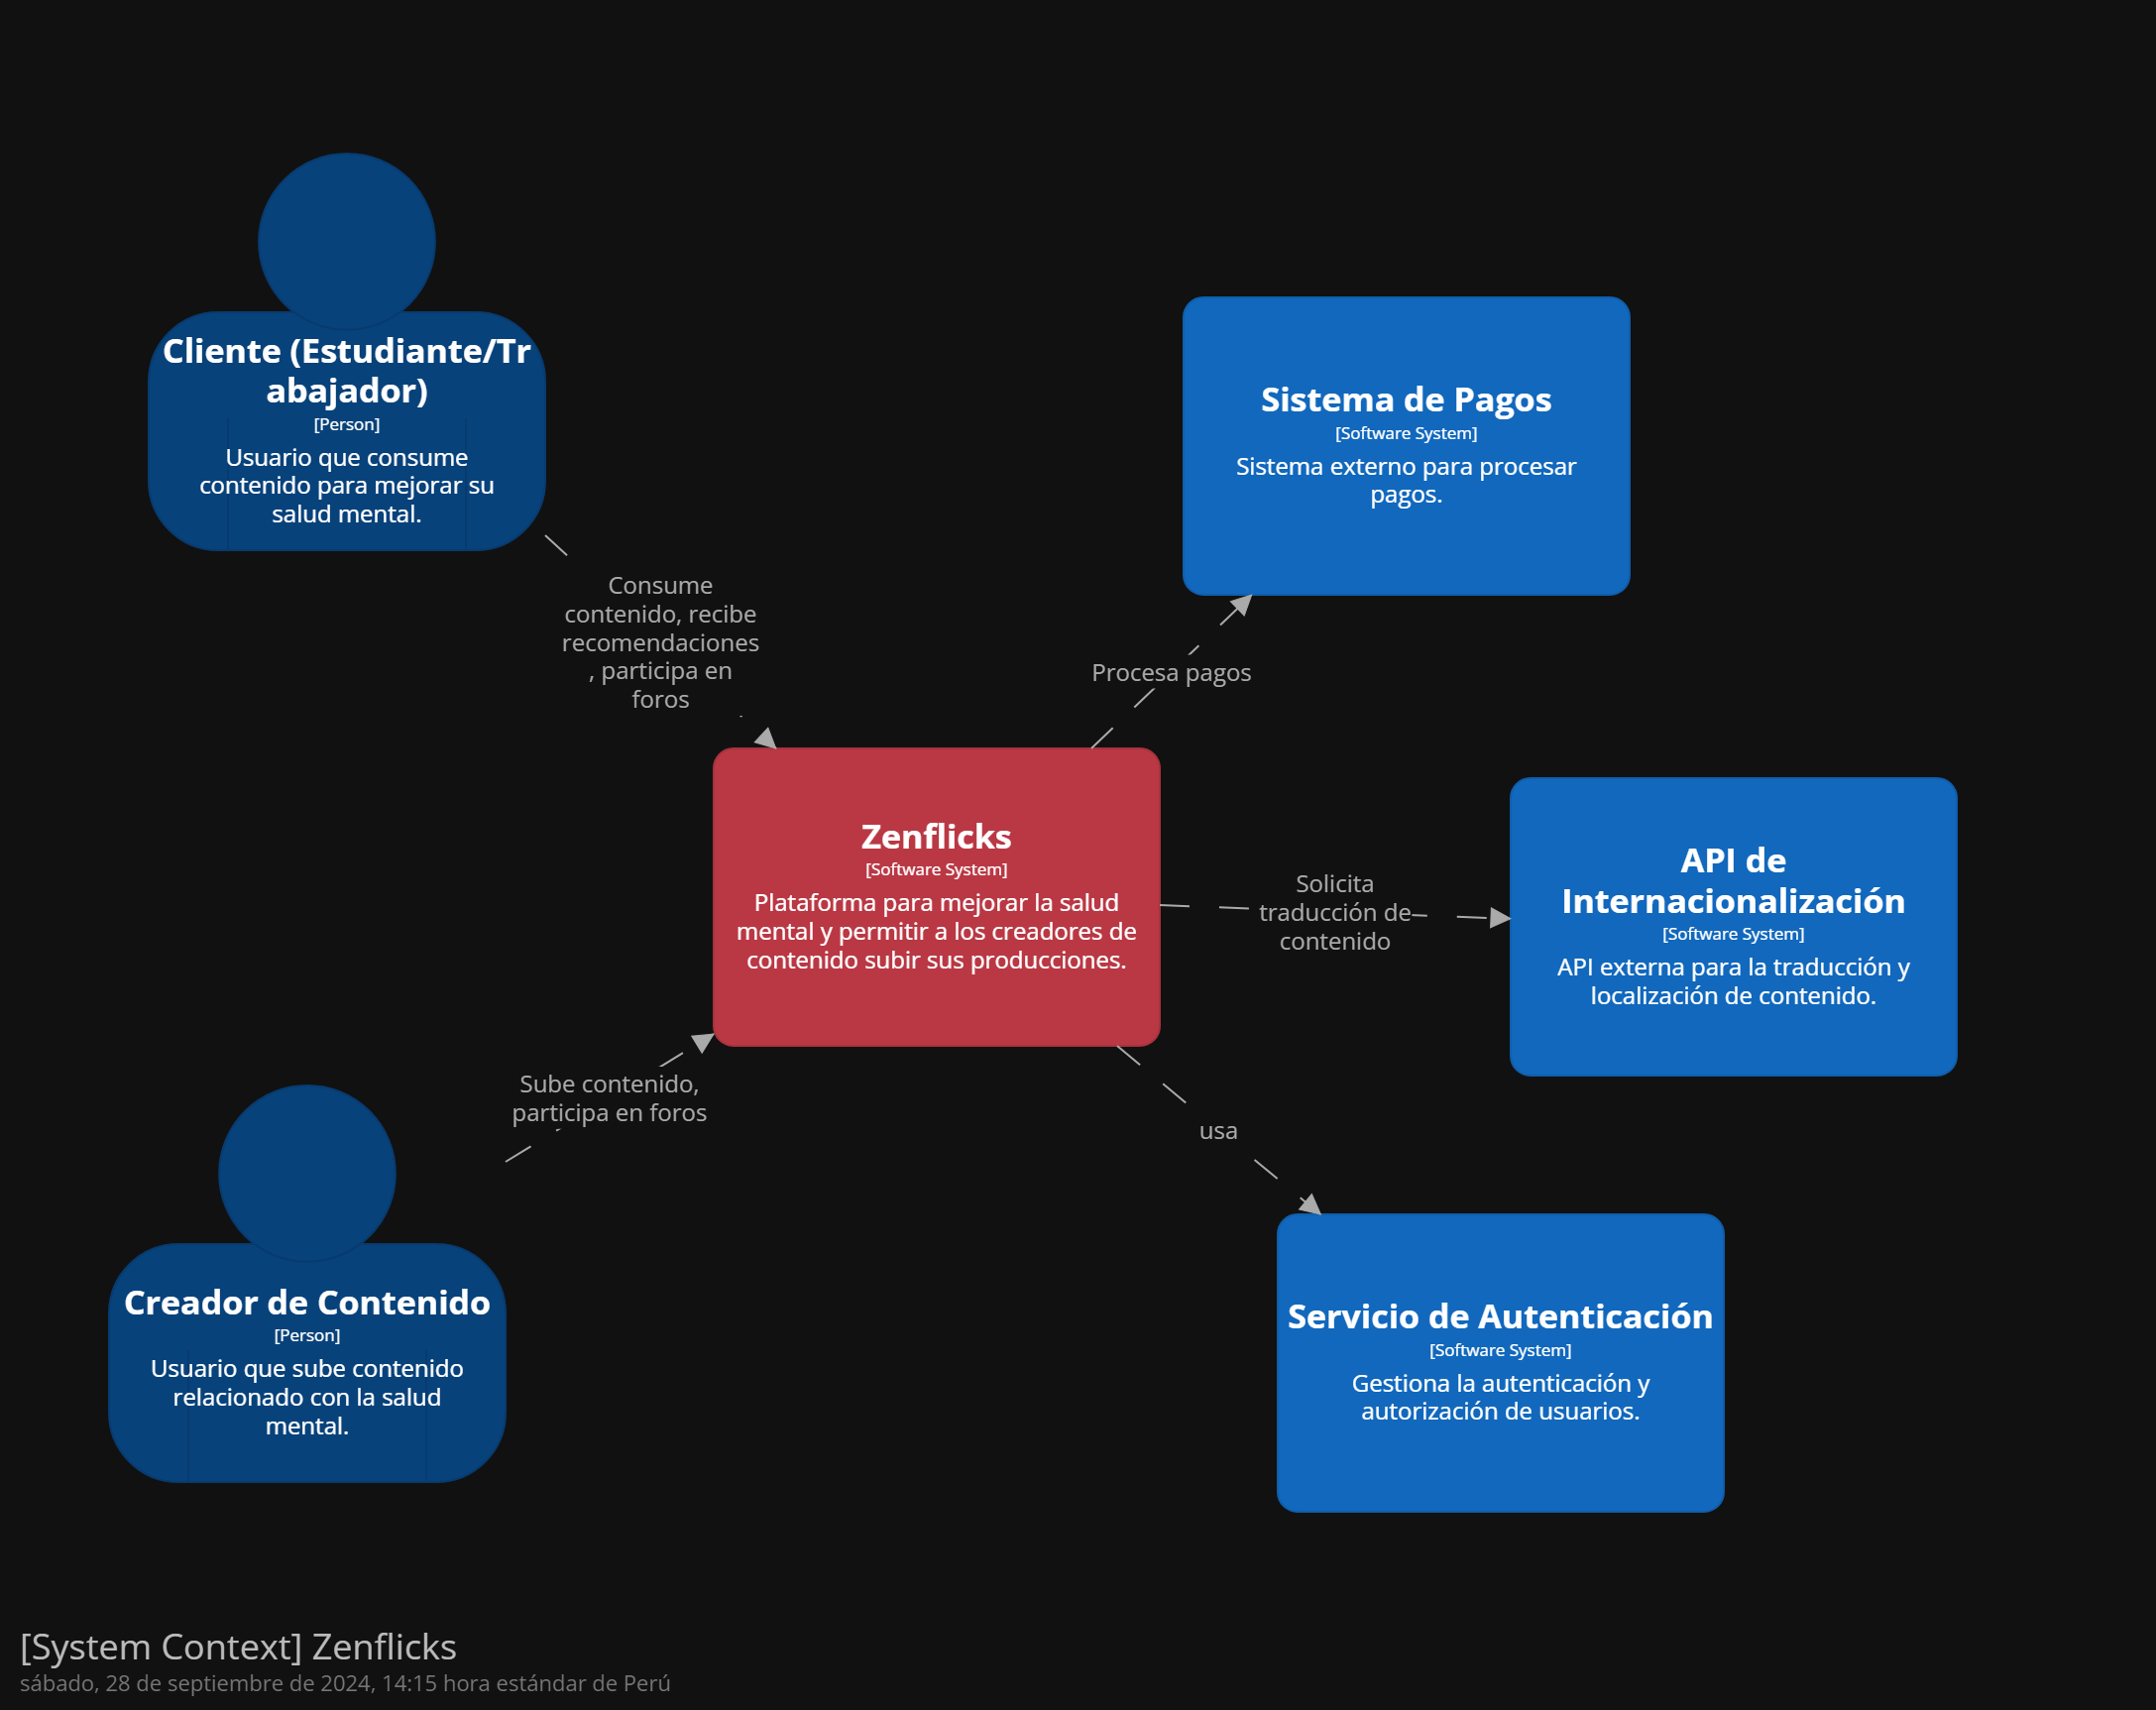 Cliente (Estudiante/Tr
abajador)
[Person]
Usuario que consume
contenido para mejorar su
salud mental.
Consume
contenido, recibe
recomendaciones
, participa en
foros
Sistema de Pagos
[Software System]
Sistema externo para procesar
pagos.
Procesa pagos
Zenflicks
[Software System]
Plataforma para mejorar la salud
mental y permitir a los creadores de
contenido subir sus producciones.
Solicita
traducción de
contenido
API de
Internacionalización
[Software System]
API externa para la traducción y
localización de contenido.
Sube contenido,
participa en foros
usa
Creador de Contenido
[Person]
Usuario que sube contenido
relacionado con la salud
mental.
Servicio de Autenticación
[Software System]
Gestiona la autenticación y
autorización de usuarios.
[System Context] Zenflicks
sábado, 28 de septiembre de 2024, 14:15 hora estándar de Perú